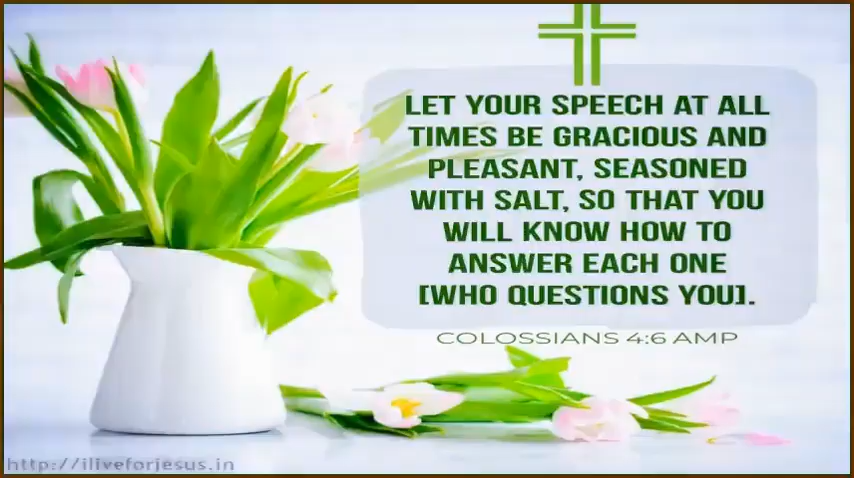 LET YOUR SPEECH AT ALL
TIMES BE GRACIOUS AND
PLEASANT, SEASONED
WITH SALT, SO THAT YOU
WILL KNOW HOW TO
ANSWER EACH ONE
[WHO QUESTIONS YOU].
COLOSSIANS 4:6 AMP
http://iliveforjesus.in